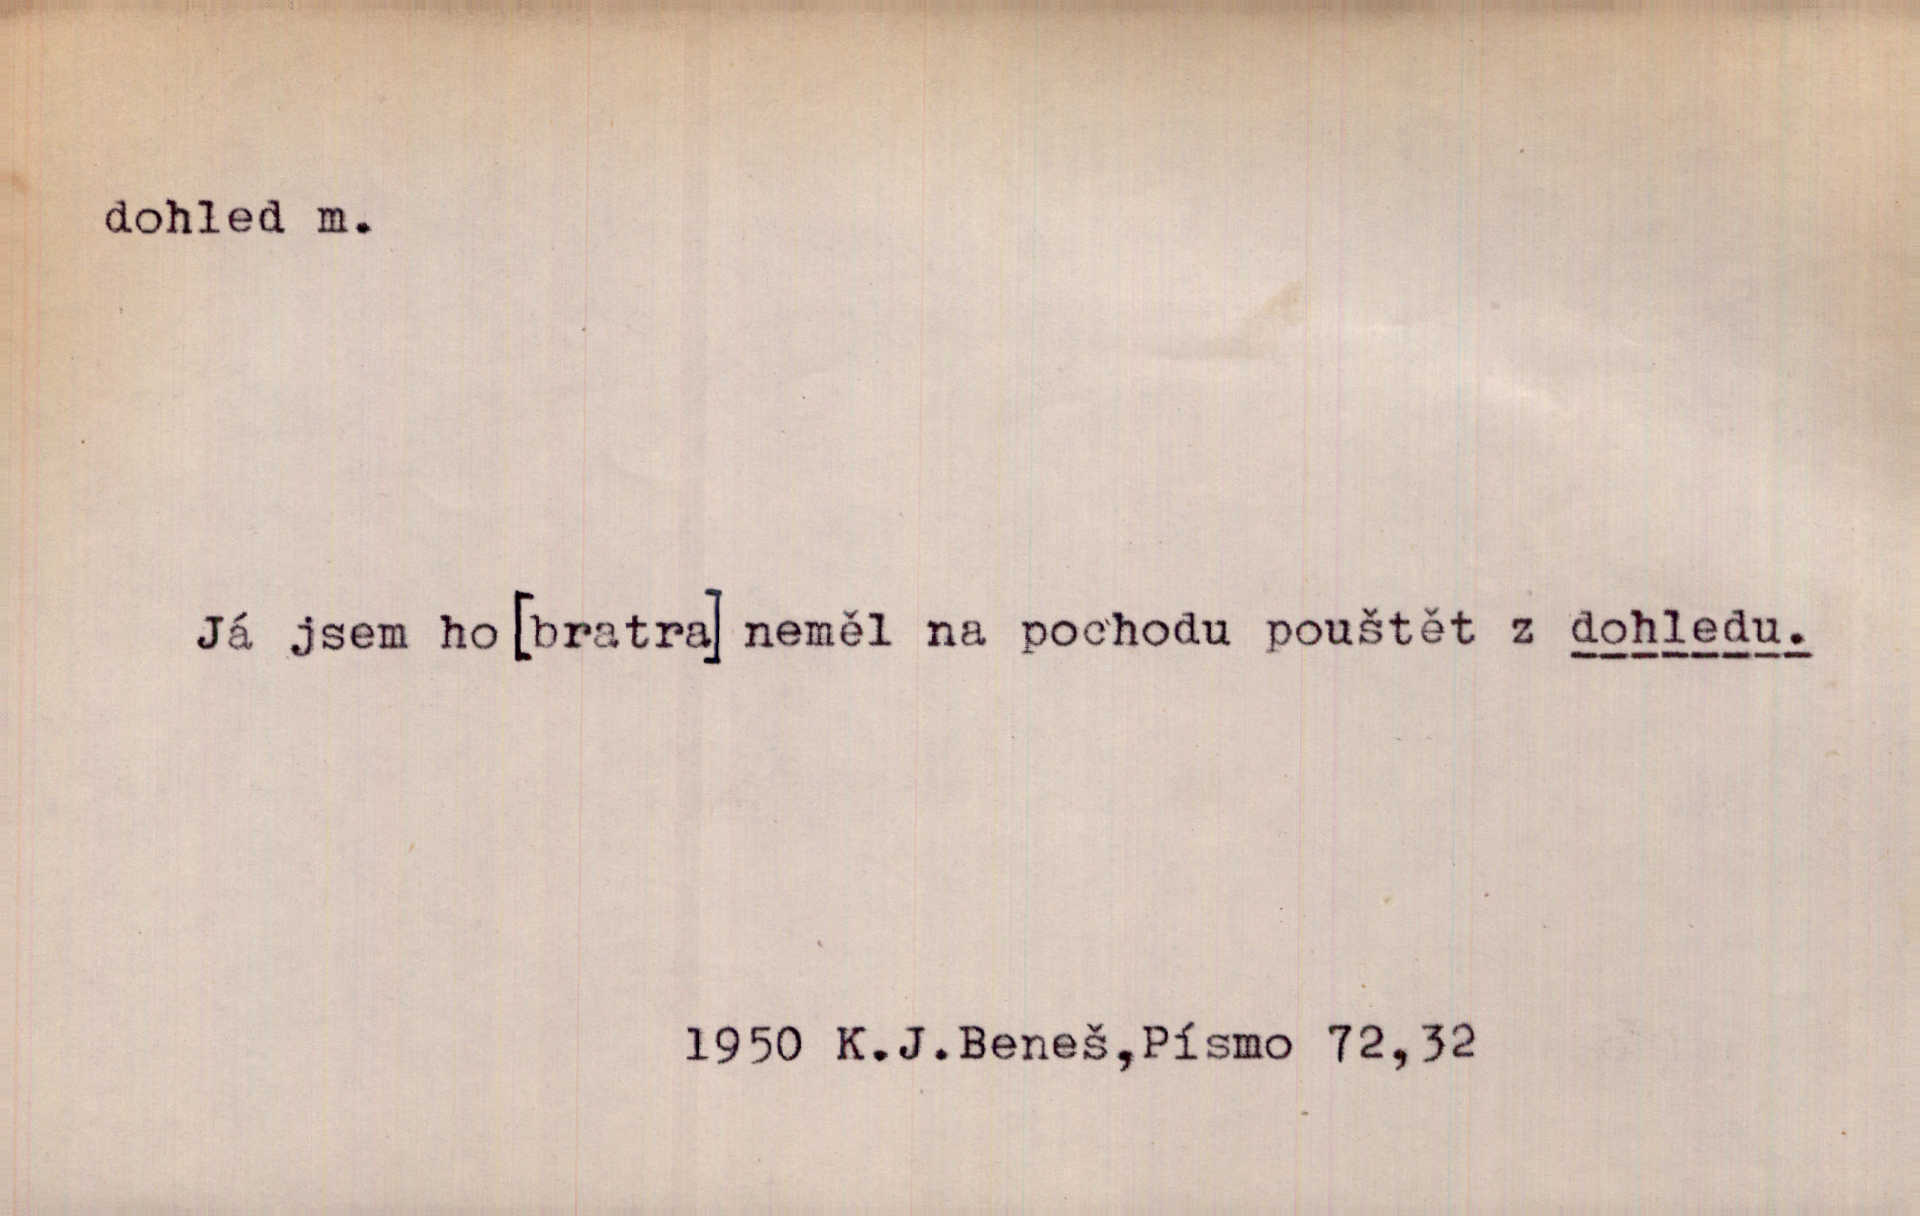 dohled m.
Já jsem ho [bratra] neměl na pochodu pouštět z dohledu.
1950 K.J.Beneš,Písmo 72,32